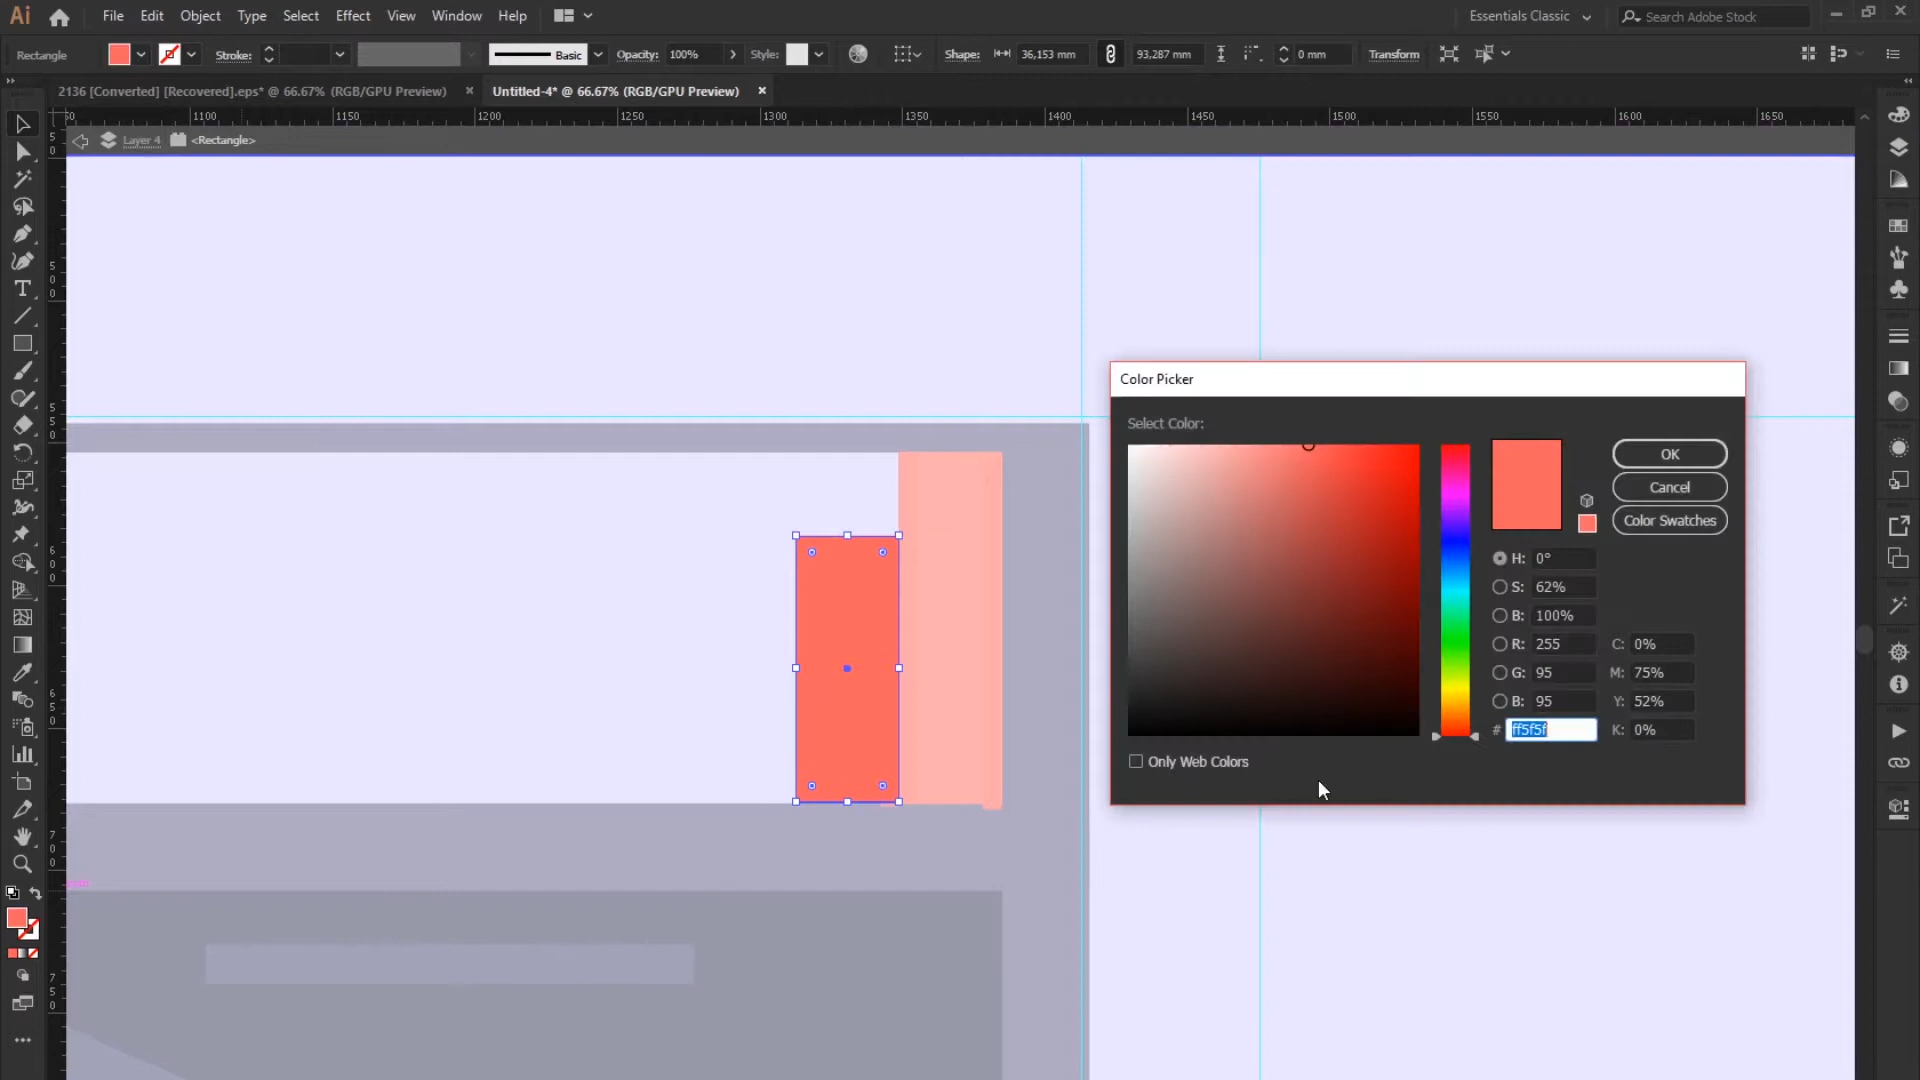 Ai File Edit Object Type Select Effect View Window Help Essentials Classic Search Adobe Stock
Rectangle Stroke: Basic Opacity: 100% Style: Shape: 36,153 mm 93,287 mm 0 mm Transform
2136 [Converted] [Recovered].eps* @ 66.67% (RGB/GPU Preview) × Untitled-4* @ 66.67% (RGB/GPU Preview) ×
1100 1150 1200 1250 1300 1350 1400 1450 1500 1550 1600 1650
Layer 4 <Rectangle>
Color Picker
Select Color:
OK
Cancel
Color Swatches
H: 0°
S: 62%
B: 100%
R: 255 C: 0%
G: 95 M: 75%
B: 95 Y: 52%
# ff5f5f K: 0%
Only Web Colors